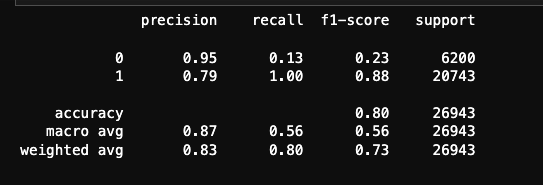 precision recall f1-score support
0 0.95 0.13 0.23 6200
1 0.79 1.00 0.88 20743
accuracy 0.80 26943
macro avg 0.87 0.56 0.56 26943
weighted avg 0.83 0.80 0.73 26943